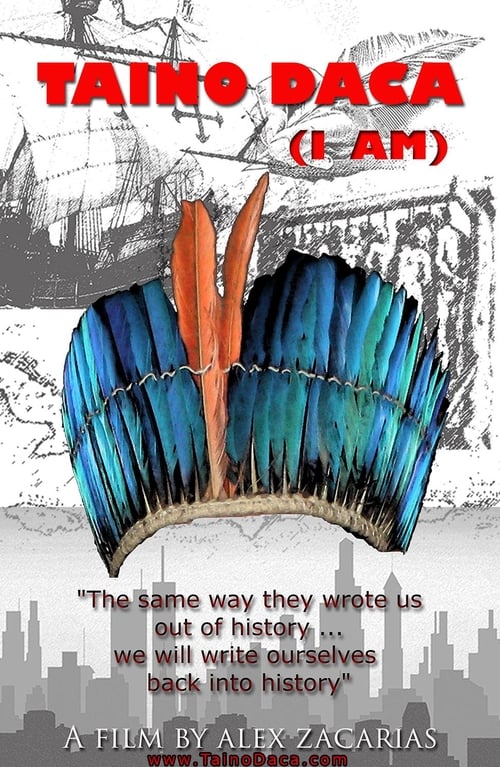 TAINO DACA
(I AM)
"The same way they wrote us
out of history ...
we will write ourselves
back into history"
A FILM BY ALEX ZACARIAS
www.TainoDaca.com